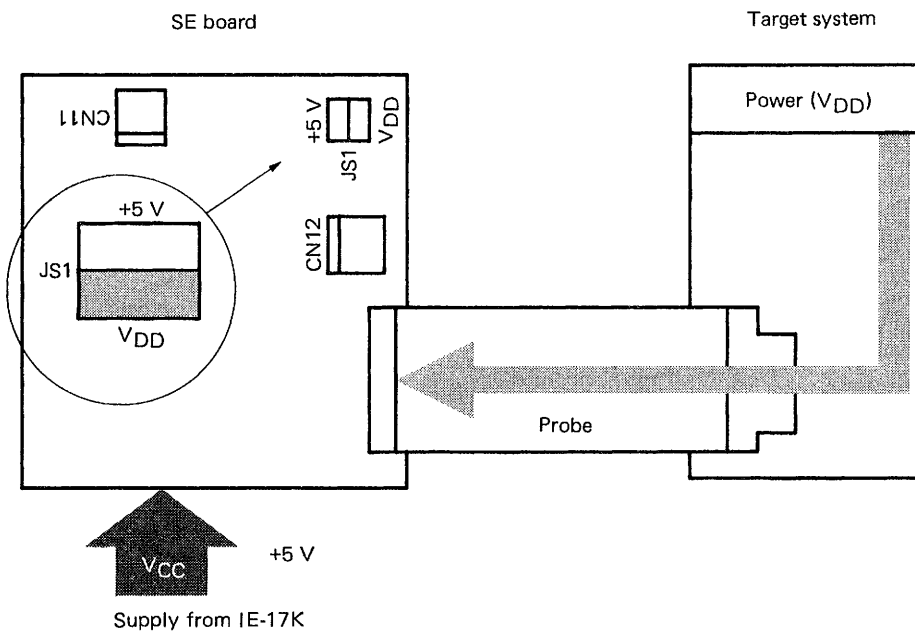 SE board
Target system
CN11
+5 V
VDD
JS1
Power (VDD)
+5 V
JS1
VDD
CN12
Probe
VCC
+5 V
Supply from IE-17K